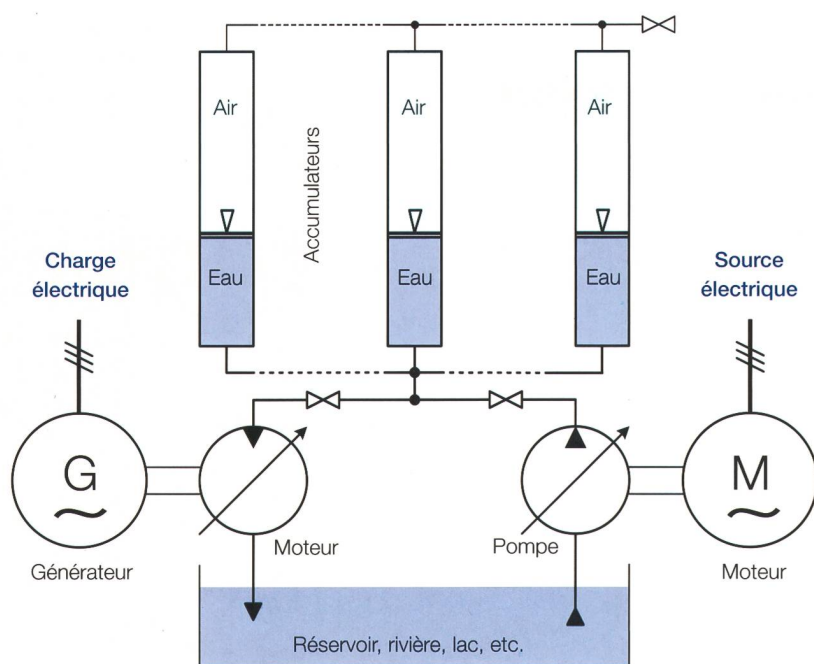 Air
Air
Air
Accumulateurs
Eau
Eau
Eau
Charge
électrique
Source
électrique
G
M
Générateur
Moteur
Pompe
Moteur
Réservoir, rivière, lac, etc.